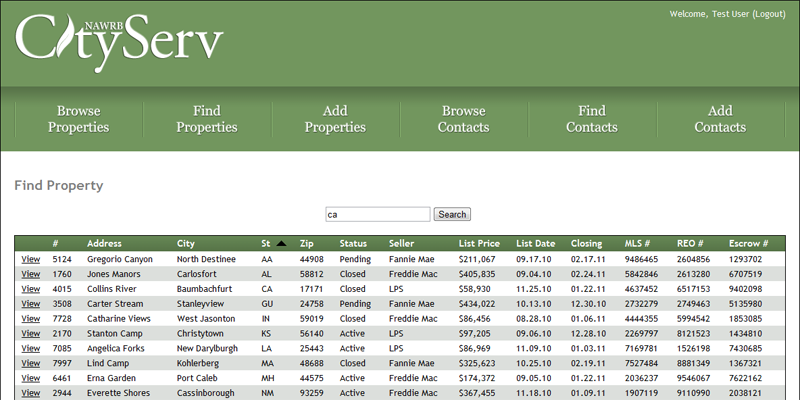 Welcome, Test User (Logout)
NAWRB
CityServ
Browse Properties
Find Properties
Add Properties
Browse Contacts
Find Contacts
Add Contacts
Find Property
ca Search
# Address City St Zip Status Seller List Price List Date Closing MLS # REO # Escrow #
View 5124 Gregorio Canyon North Destinee AA 44908 Pending Fannie Mae $211,067 09.17.10 02.17.11 9486465 2604856 1293702
View 1760 Jones Manors Carlosfort AL 58812 Closed Freddie Mac $405,835 09.04.10 02.24.11 5842846 2613280 6707519
View 4015 Collins River Baumbachfurt CA 17171 Closed LPS $58,930 11.25.10 01.22.11 4637452 6517153 9402098
View 3508 Carter Stream Stanleyview GU 24758 Pending Fannie Mae $434,022 10.13.10 12.30.10 2732279 2749463 5135980
View 7728 Catharine Views West Jasonton IN 59019 Closed Freddie Mac $86,456 08.28.10 01.06.11 4444355 5994542 1853085
View 2170 Stanton Camp Christytown KS 56140 Active LPS $97,205 09.06.10 12.28.10 2269797 8121523 1434810
View 7085 Angelica Forks New Darylburgh LA 25443 Active LPS $86,969 11.09.10 01.03.11 7169781 1526198 7430685
View 7997 Lind Camp Kohlerberg MA 48688 Closed Fannie Mae $325,623 10.25.10 02.19.11 7527484 8881349 1367321
View 6461 Erna Garden Port Caleb MH 44575 Active Freddie Mac $174,372 09.05.10 01.22.11 2036237 9546067 7622162
View 2944 Everette Shores Cassinborough NM 93259 Active Freddie Mac $367,455 11.18.10 01.09.11 1907119 9110990 2038121